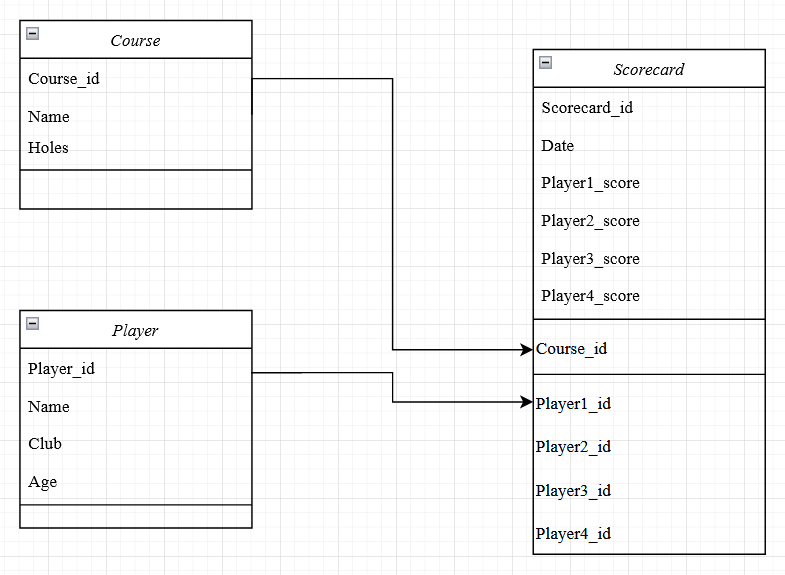 Course
Course_id
Name
Holes
Player
Player_id
Name
Club
Age
Scorecard
Scorecard_id
Date
Player1_score
Player2_score
Player3_score
Player4_score
Course_id
Player1_id
Player2_id
Player3_id
Player4_id